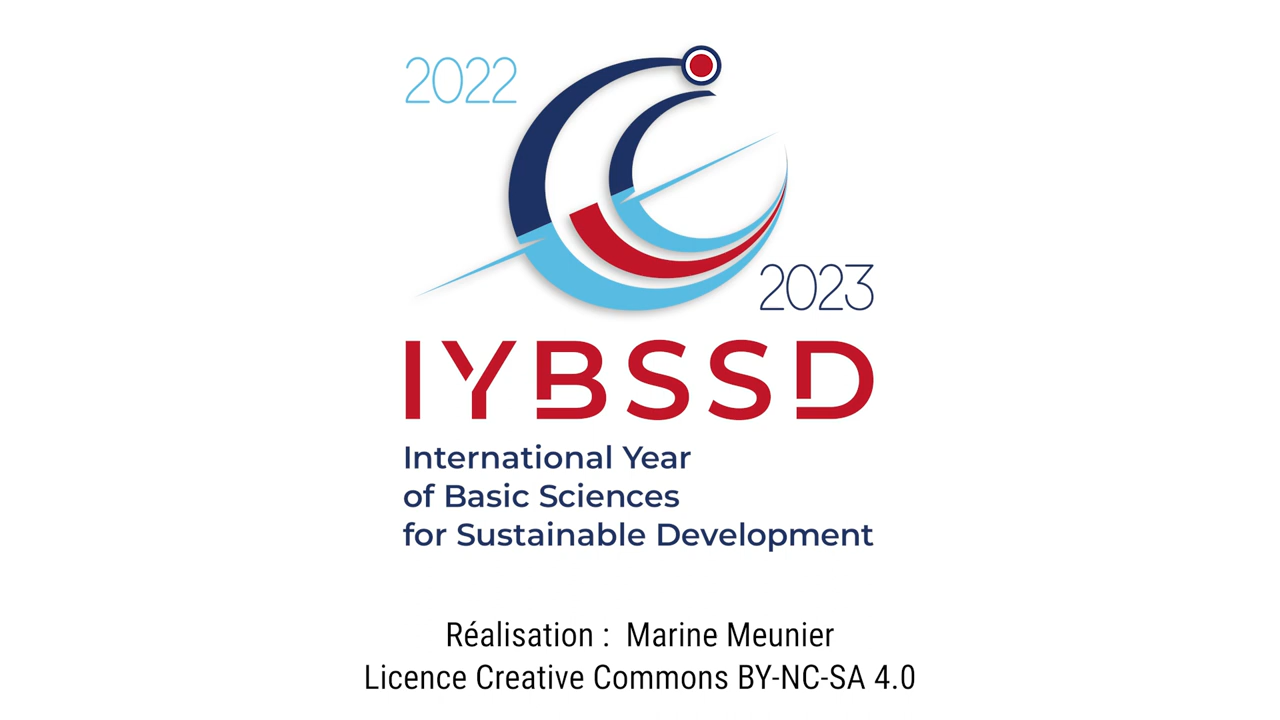 2022
2023
IYBSSD
International Year
of Basic Sciences
for Sustainable Development
Réalisation : Marine Meunier
Licence Creative Commons BY-NC-SA 4.0